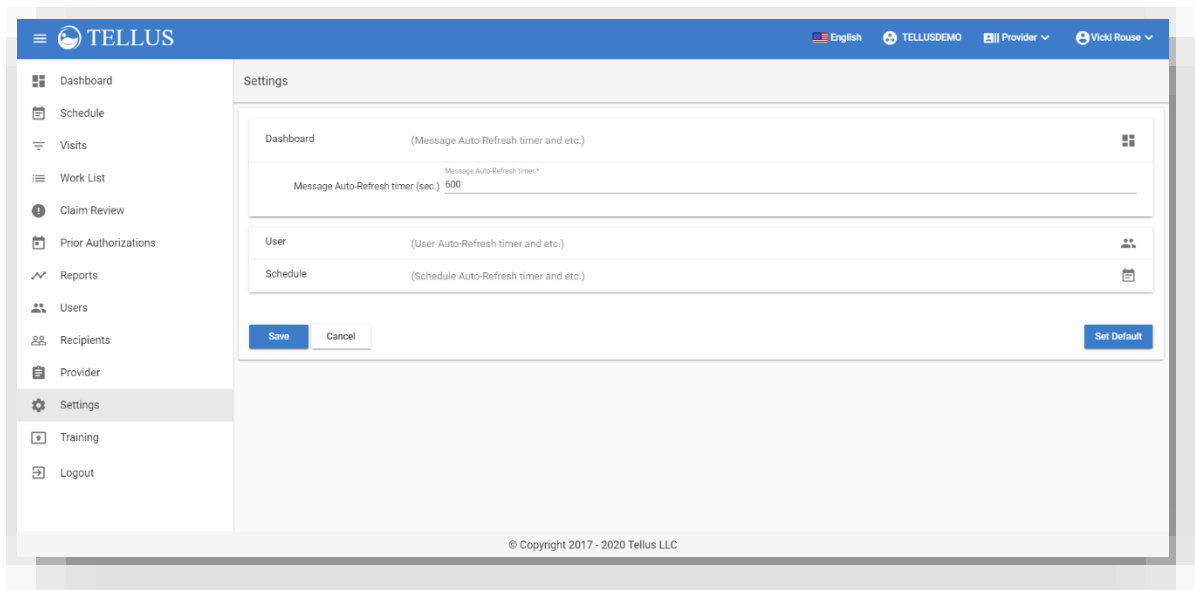 TELLUS
English
TELLUSDEMO
Provider
Vicki Rouse
Dashboard
Schedule
Visits
Work List
Claim Review
Prior Authorizations
Reports
Users
Recipients
Provider
Settings
Training
Logout
Settings
Dashboard (Message Auto-Refresh timer and etc.)
Message Auto-Refresh timer *
Message Auto-Refresh timer (sec.) 600
User (User Auto-Refresh timer and etc.)
Schedule (Schedule Auto-Refresh timer and etc.)
Save Cancel Set Default
© Copyright 2017 - 2020 Tellus LLC